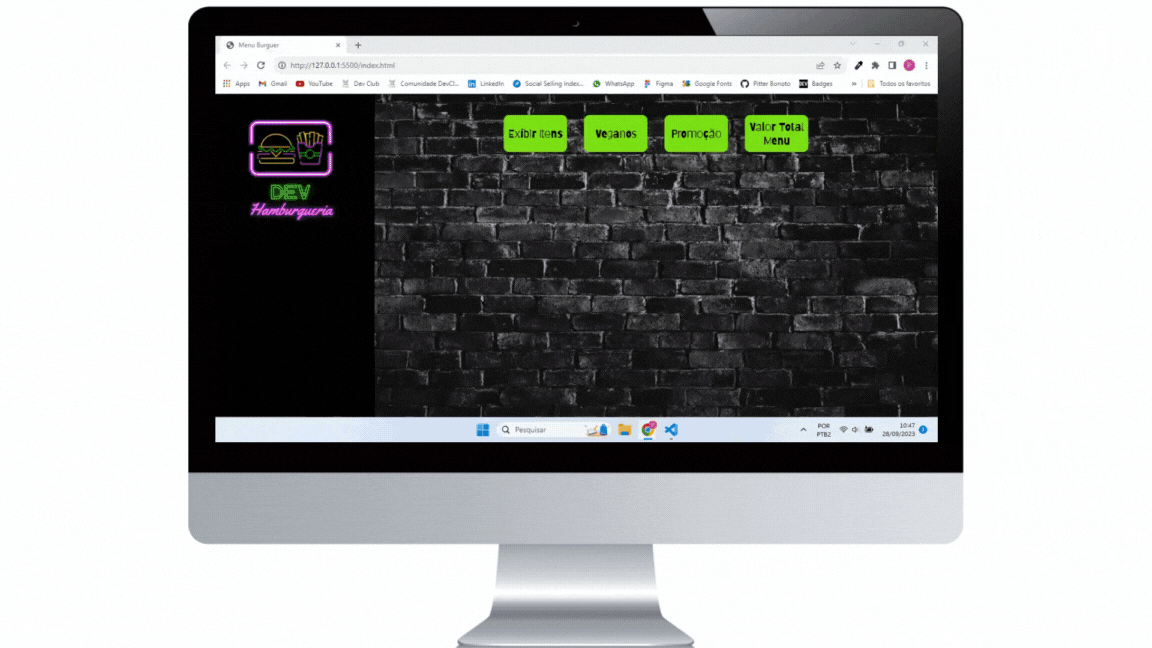 Menu Burguer
http://127.0.0.1:5500/index.html
Apps Gmail YouTube Dev Club Comunidade DevCl... LinkedIn Social Selling Index... WhatsApp Figma Google Fonts Pitter Bonoto Badges » Todos os favoritos
Exibir Itens
Veganos
Promoção
Valor Total
Menu
DEV
Hamburgueria
Pesquisar
POR
PTB2
10:47
28/09/2023